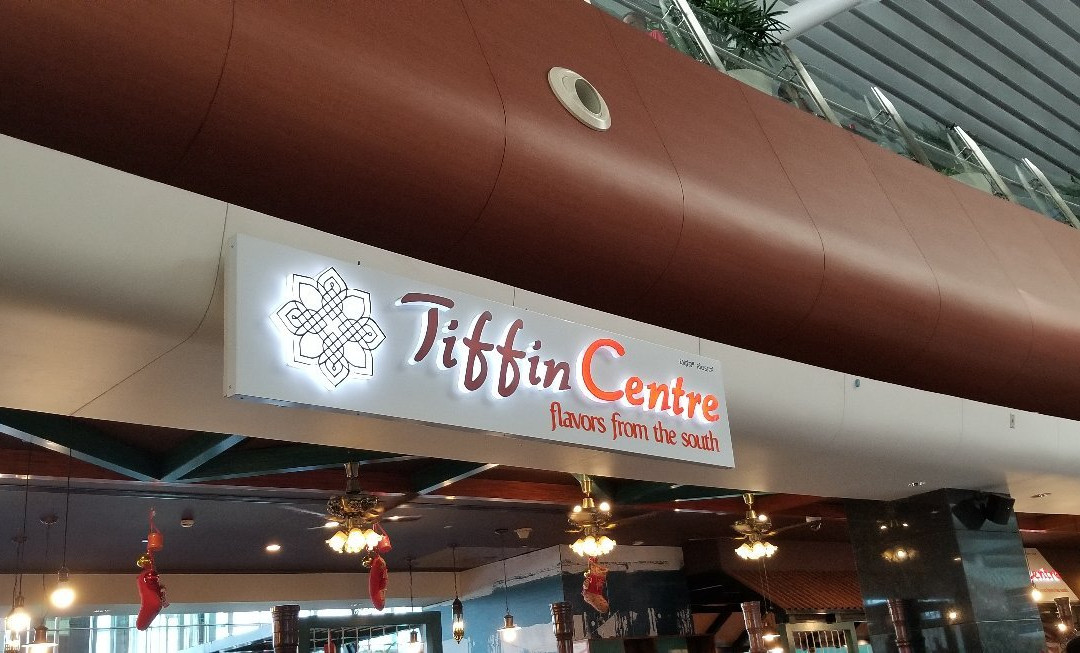 Tiffin Centre
flavors from the south